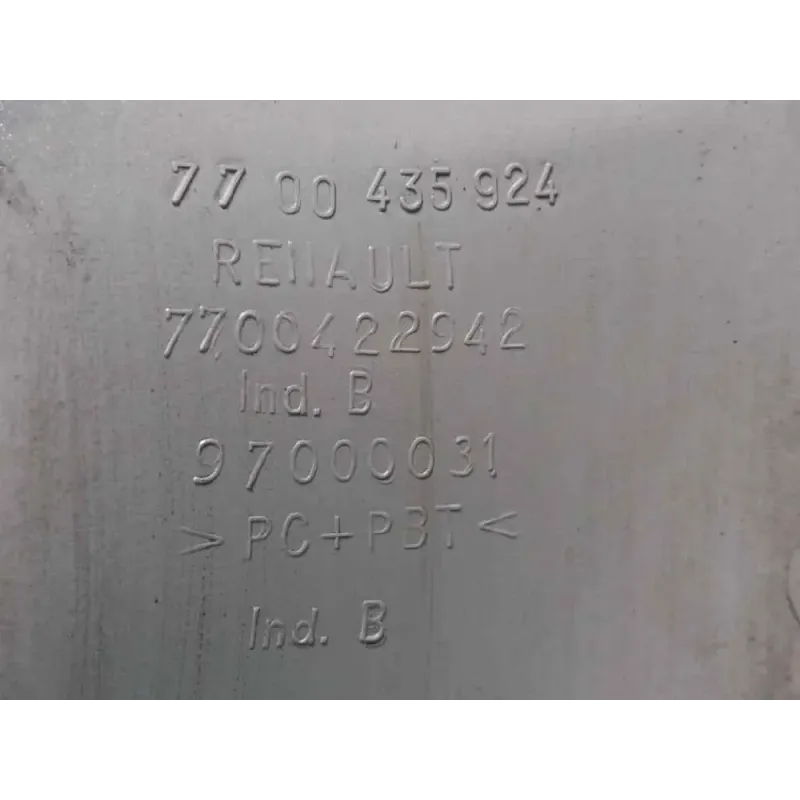 77 00 435 924
RENAULT
7700422942
Ind. B
97000031
> PC+PBT <
Ind. B